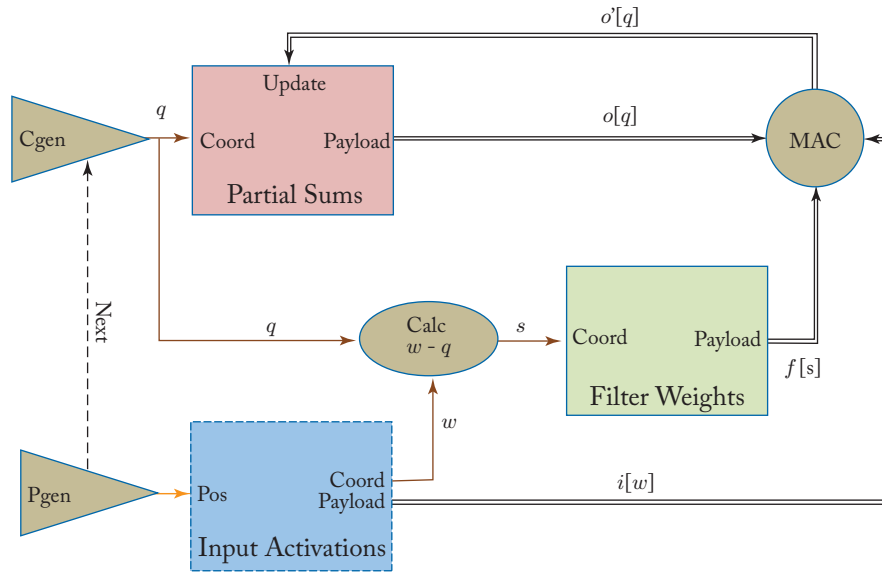 o'[q]
Update
q
o[q]
Cgen
Coord
Payload
MAC
Partial Sums
Next
q
Calc
w - q
s
Coord
Payload
f[s]
Filter Weights
w
Pgen
Pos
Coord
Payload
i[w]
Input Activations